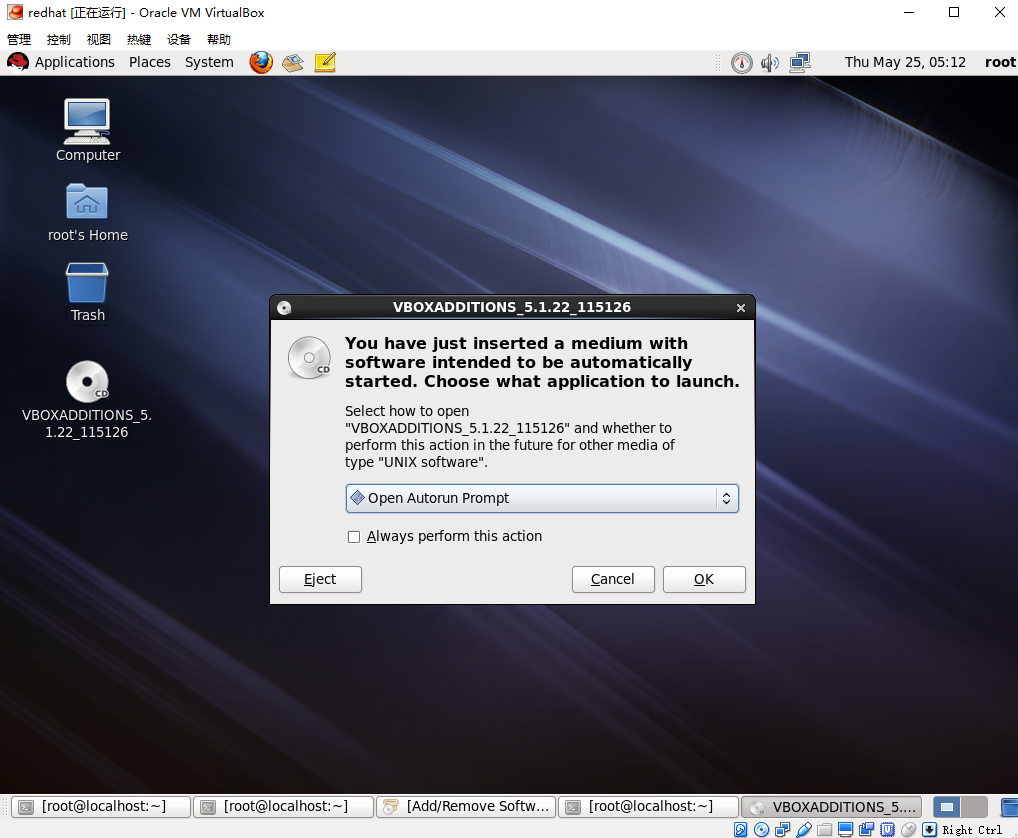 redhat [正在运行] - Oracle VM VirtualBox
管理 控制 视图 热键 设备 帮助
Applications Places System Thu May 25, 05:12 root
Computer
root's Home
Trash
VBOXADDITIONS_5.
1.22_115126
VBOXADDITIONS_5.1.22_115126
You have just inserted a medium with
software intended to be automatically
started. Choose what application to launch.
CD
Select how to open
"VBOXADDITIONS_5.1.22_115126" and whether to
perform this action in the future for other media of
type "UNIX software".
Open Autorun Prompt
Always perform this action
Eject Cancel OK
[root@localhost:~] [root@localhost:~] [Add/Remove Softw... [root@localhost:~] VBOXADDITIONS_5....
Right Ctrl